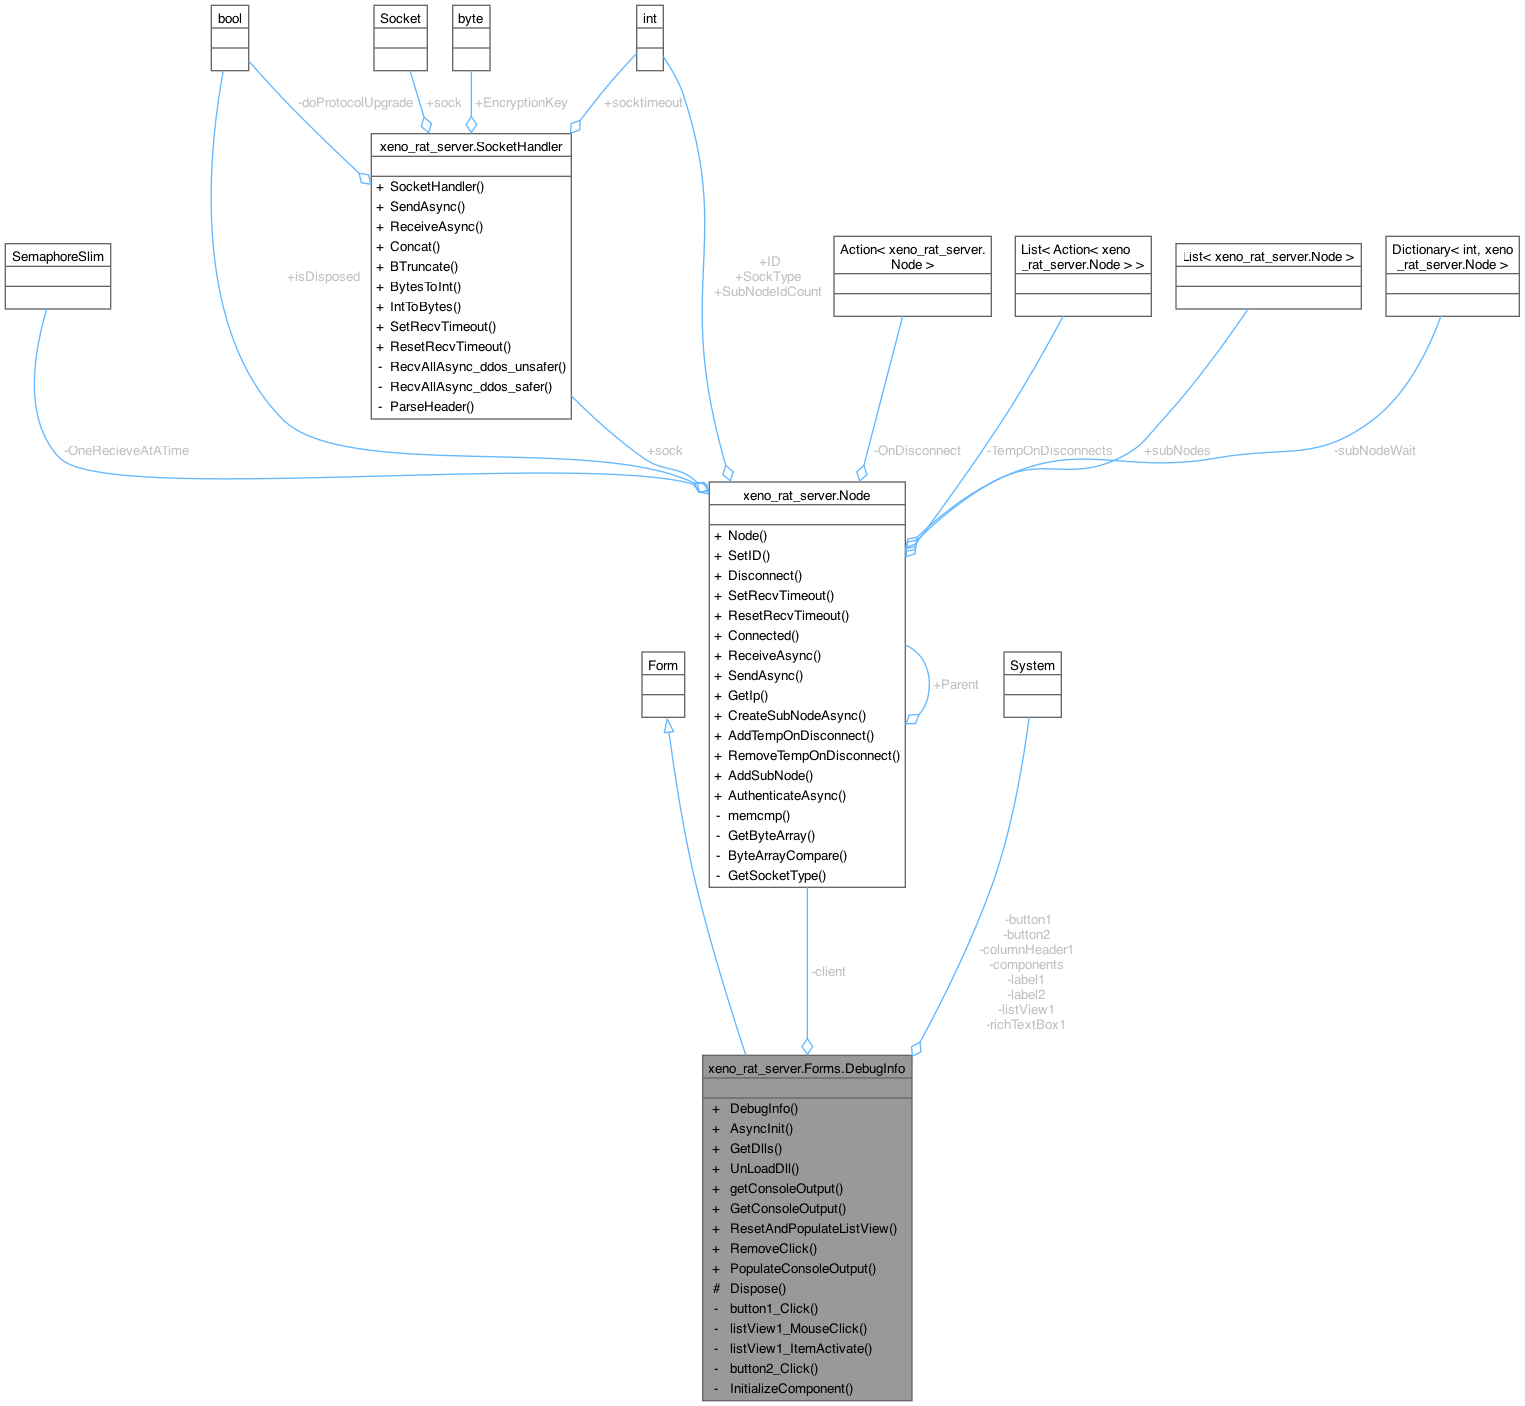 bool
Socket
byte
int
-doProtocolUpgrade
+sock
+EncryptionKey
+socktimeout
xeno_rat_server.SocketHandler
+ SocketHandler()
+ SendAsync()
+ ReceiveAsync()
+ Concat()
+ BTruncate()
+ BytesToInt()
+ IntToBytes()
+ SetRecvTimeout()
+ ResetRecvTimeout()
- RecvAllAsync_ddos_unsafer()
- RecvAllAsync_ddos_safer()
- ParseHeader()
SemaphoreSlim
+isDisposed
+ID
+SockType
+SubNodeIdCount
Action< xeno_rat_server.
Node >
List< Action< xeno
_rat_server.Node > >
List< xeno_rat_server.Node >
Dictionary< int, xeno
_rat_server.Node >
-OneRecieveAtATime
+sock
-OnDisconnect
-TempOnDisconnects
+subNodes
-subNodeWait
xeno_rat_server.Node
+ Node()
+ SetID()
+ Disconnect()
+ SetRecvTimeout()
+ ResetRecvTimeout()
+ Connected()
+ ReceiveAsync()
+ SendAsync()
+ GetIp()
+ CreateSubNodeAsync()
+ AddTempOnDisconnect()
+ RemoveTempOnDisconnect()
+ AddSubNode()
+ AuthenticateAsync()
- memcmp()
- GetByteArray()
- ByteArrayCompare()
- GetSocketType()
+Parent
Form
System
-client
-button1
-button2
-columnHeader1
-components
-label1
-label2
-listView1
-richTextBox1
xeno_rat_server.Forms.DebugInfo
+ DebugInfo()
+ AsyncInit()
+ GetDlls()
+ UnLoadDll()
+ getConsoleOutput()
+ GetConsoleOutput()
+ ResetAndPopulateListView()
+ RemoveClick()
+ PopulateConsoleOutput()
# Dispose()
- button1_Click()
- listView1_MouseClick()
- listView1_ItemActivate()
- button2_Click()
- InitializeComponent()